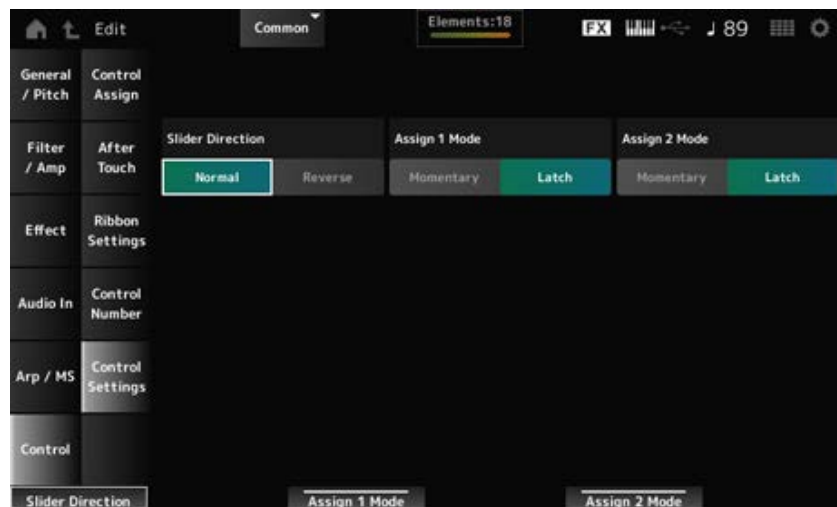 Edit
Common
Elements:18
FX
89
General
/ Pitch
Control
Assign
Filter
/ Amp
After
Touch
Slider Direction
Assign 1 Mode
Assign 2 Mode
Normal
Reverse
Momentary
Latch
Momentary
Latch
Effect
Ribbon
Settings
Audio In
Control
Number
Arp / MS
Control
Settings
Control
Slider Direction
Assign 1 Mode
Assign 2 Mode